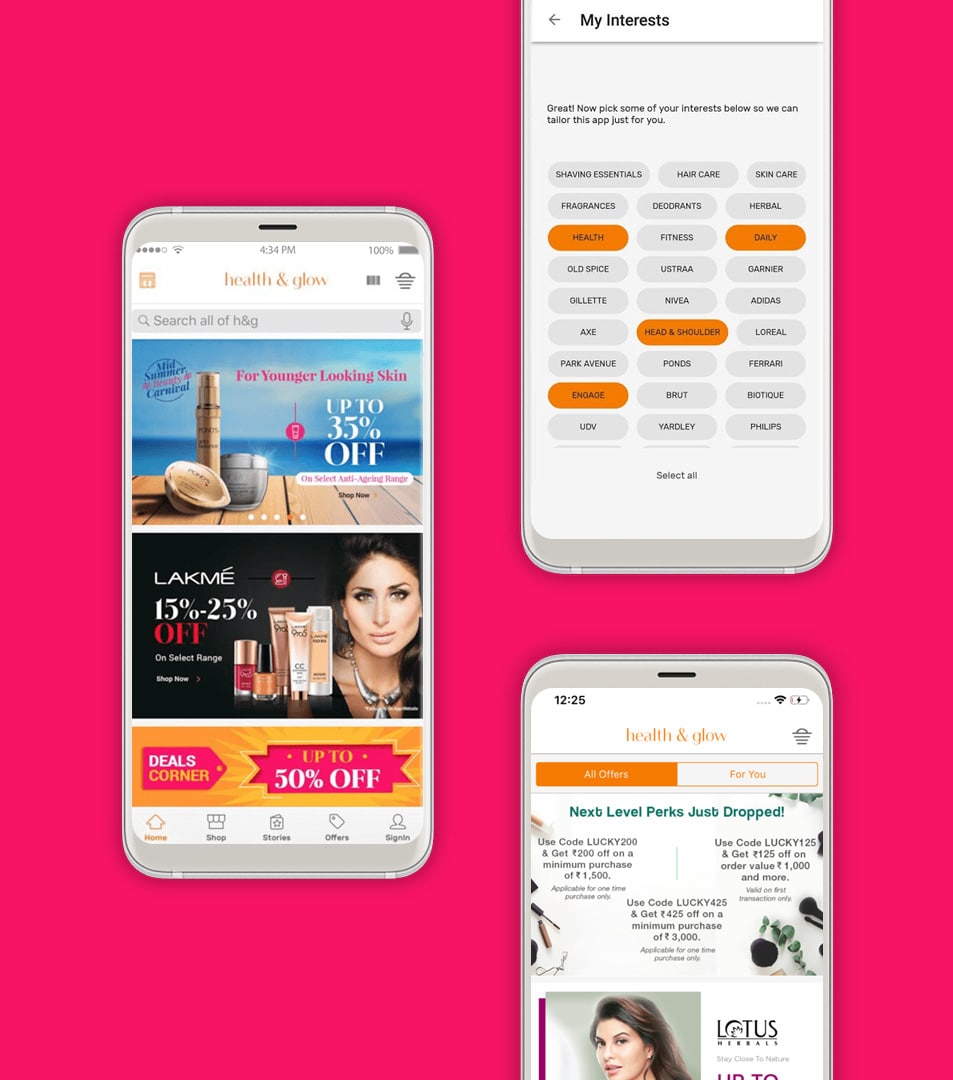 4:34 PM
100%
health & glow
Search all of h&g
Mid
Summer
Carnival
For Younger Looking Skin
UP TO
35%
OFF
On Select Anti-Ageing Range
Shop Now
POND'S
LAKMÉ
15%-25%
OFF
On Select Range
Shop Now
CC
DEALS
CORNER
UP TO
50% OFF
Home
Shop
Stories
Offers
SignIn
My Interests
Great! Now pick some of your interests below so we can
tailor this app just for you.
SHAVING ESSENTIALS HAIR CARE SKIN CARE
FRAGRANCES DEODRANTS HERBAL
HEALTH FITNESS DAILY
OLD SPICE USTRAA GARNIER
GILLETTE NIVEA ADIDAS
AXE HEAD & SHOULDER LOREAL
PARK AVENUE PONDS FERRARI
ENGAGE BRUT BIOTIQUE
UDV YARDLEY PHILIPS
Select all
12:25
health & glow
All Offers
For You
Next Level Perks Just Dropped!
Use Code LUCKY200
& Get ₹200 off on a
minimum purchase
of ₹ 1,500.
Applicable for one time
purchase only.
Use Code LUCKY125
& Get ₹125 off on
order value ₹ 1,000
and more.
Valid on first
transaction only.
Use Code LUCKY425
& Get ₹425 off on a
minimum purchase
of ₹ 3,000.
Applicable for one time
purchase only.
LOTUS
HERBALS
Stay Close To Nature
UP TO